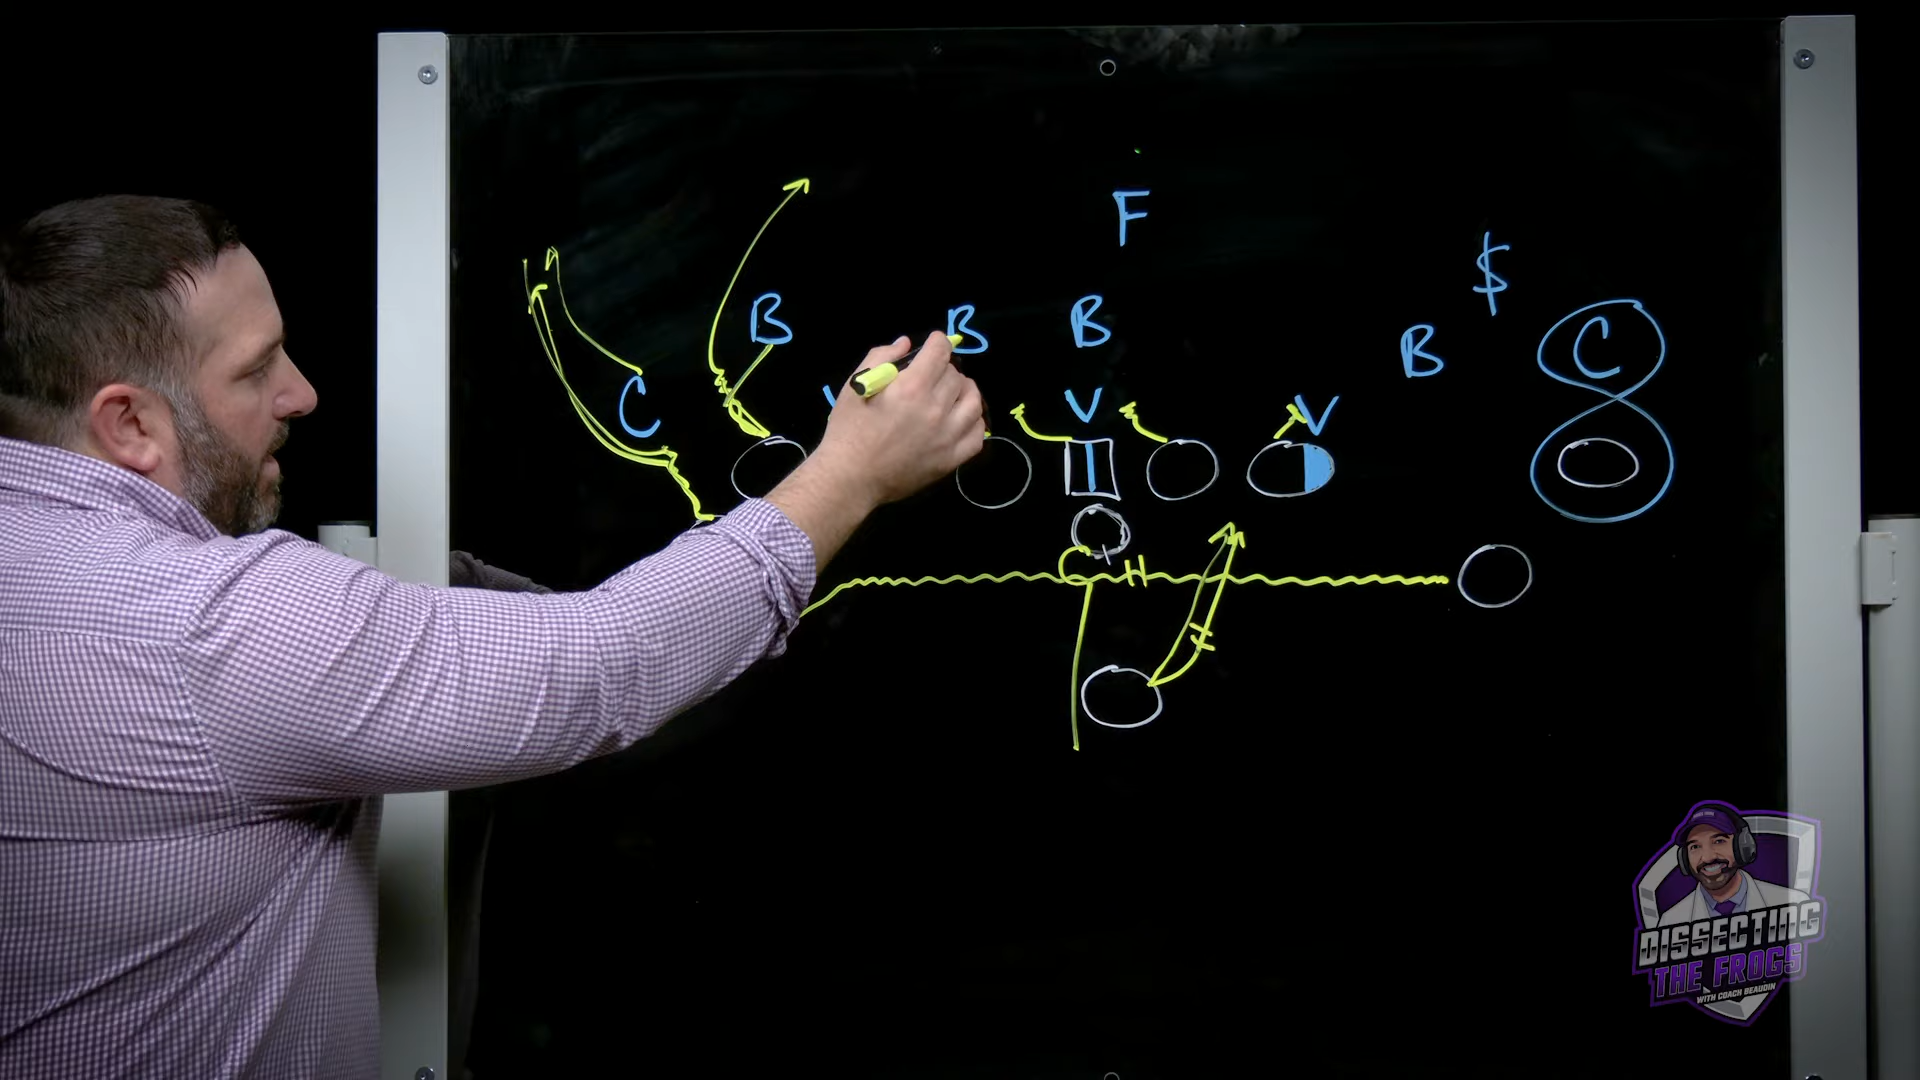 F
$
B
B
B
B
C
C
V
V
V
H
DISSECTING
THE FROGS
WITH COACH BEAUDIN